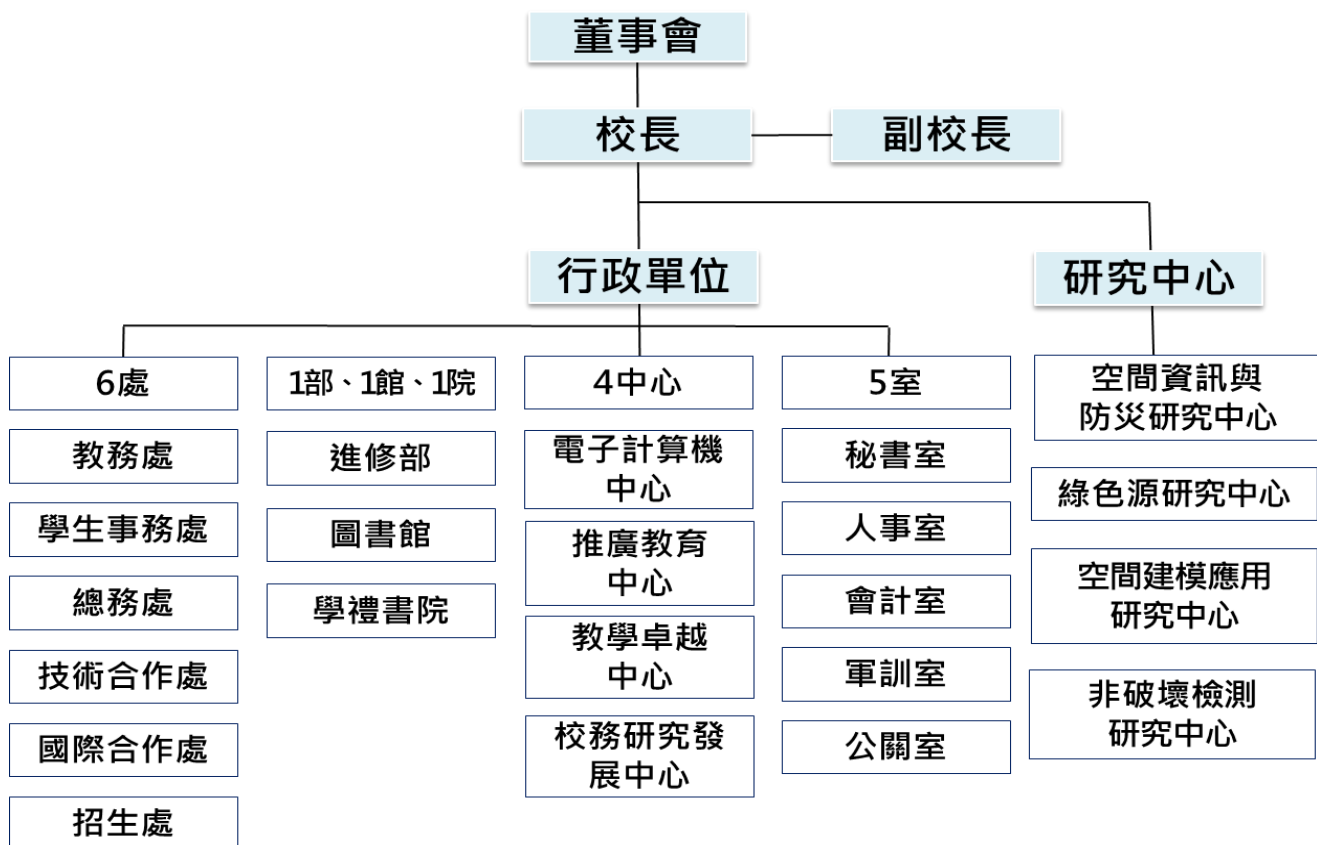 董事會
校長
副校長
行政單位
研究中心
6處
教務處
學生事務處
總務處
技術合作處
國際合作處
招生處
1部、1館、1院
進修部
圖書館
學禮書院
4中心
電子計算機
中心
推廣教育
中心
教學卓越
中心
校務研究發
展中心
5室
秘書室
人事室
會計室
軍訓室
公關室
空間資訊與
防災研究中心
綠色源研究中心
空間建模應用
研究中心
非破壞檢測
研究中心